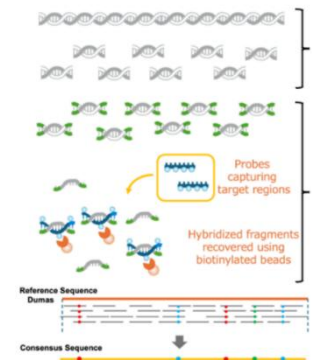 Probes
capturing
target regions
Hybridized fragments
recovered using
biotinylated beads
Reference Sequence
Dumas
Consensus Sequence